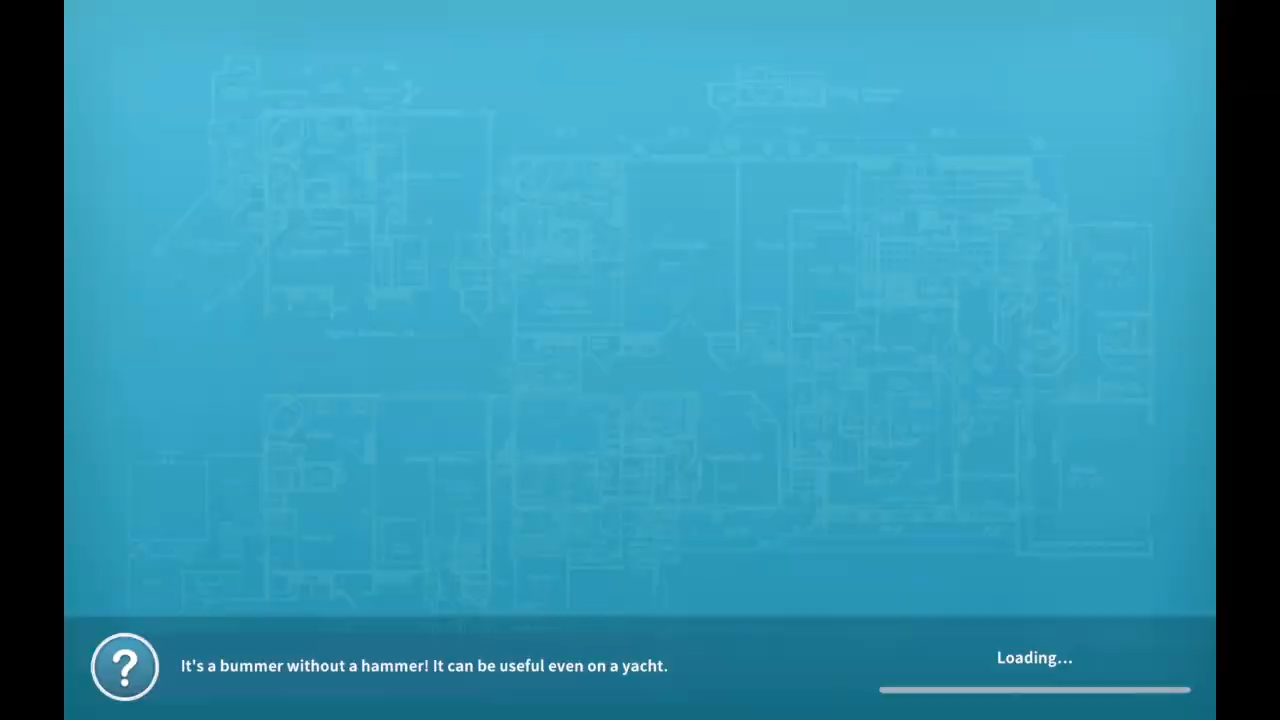 It's a bummer without a hammer! It can be useful even on a yacht.
Loading...